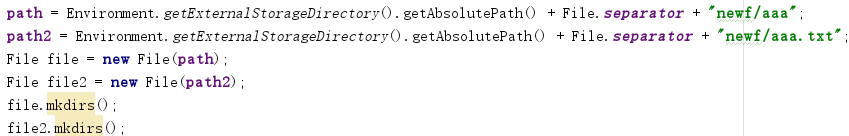 path = Environment.getExternalStorageDirectory().getAbsolutePath() + File.separator + "newf/aaa";
path2 = Environment.getExternalStorageDirectory().getAbsolutePath() + File.separator + "newf/aaa.txt";
File file = new File(path);
File file2 = new File(path2);
file.mkdirs();
file2.mkdirs();